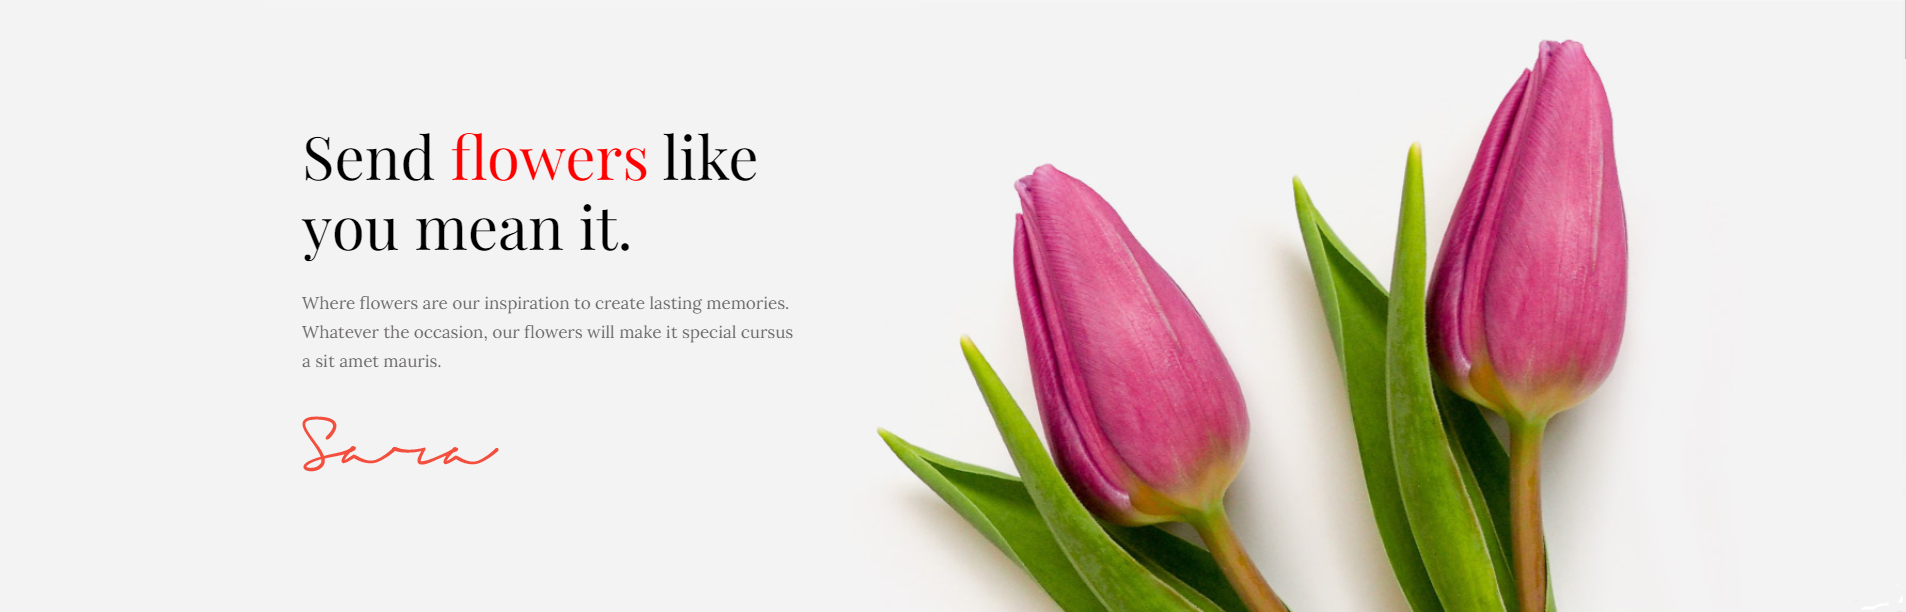 Send flowers like
you mean it.
Where flowers are our inspiration to create lasting memories.
Whatever the occasion, our flowers will make it special cursus
a sit amet mauris.
Sara